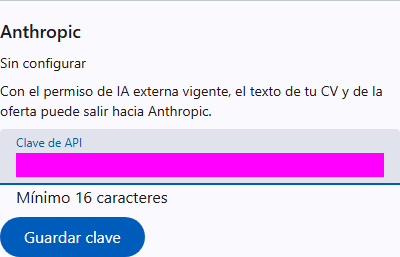 Anthropic
Sin configurar
Con el permiso de IA externa vigente, el texto de tu CV y de la
oferta puede salir hacia Anthropic.
Clave de API
Mínimo 16 caracteres
Guardar clave